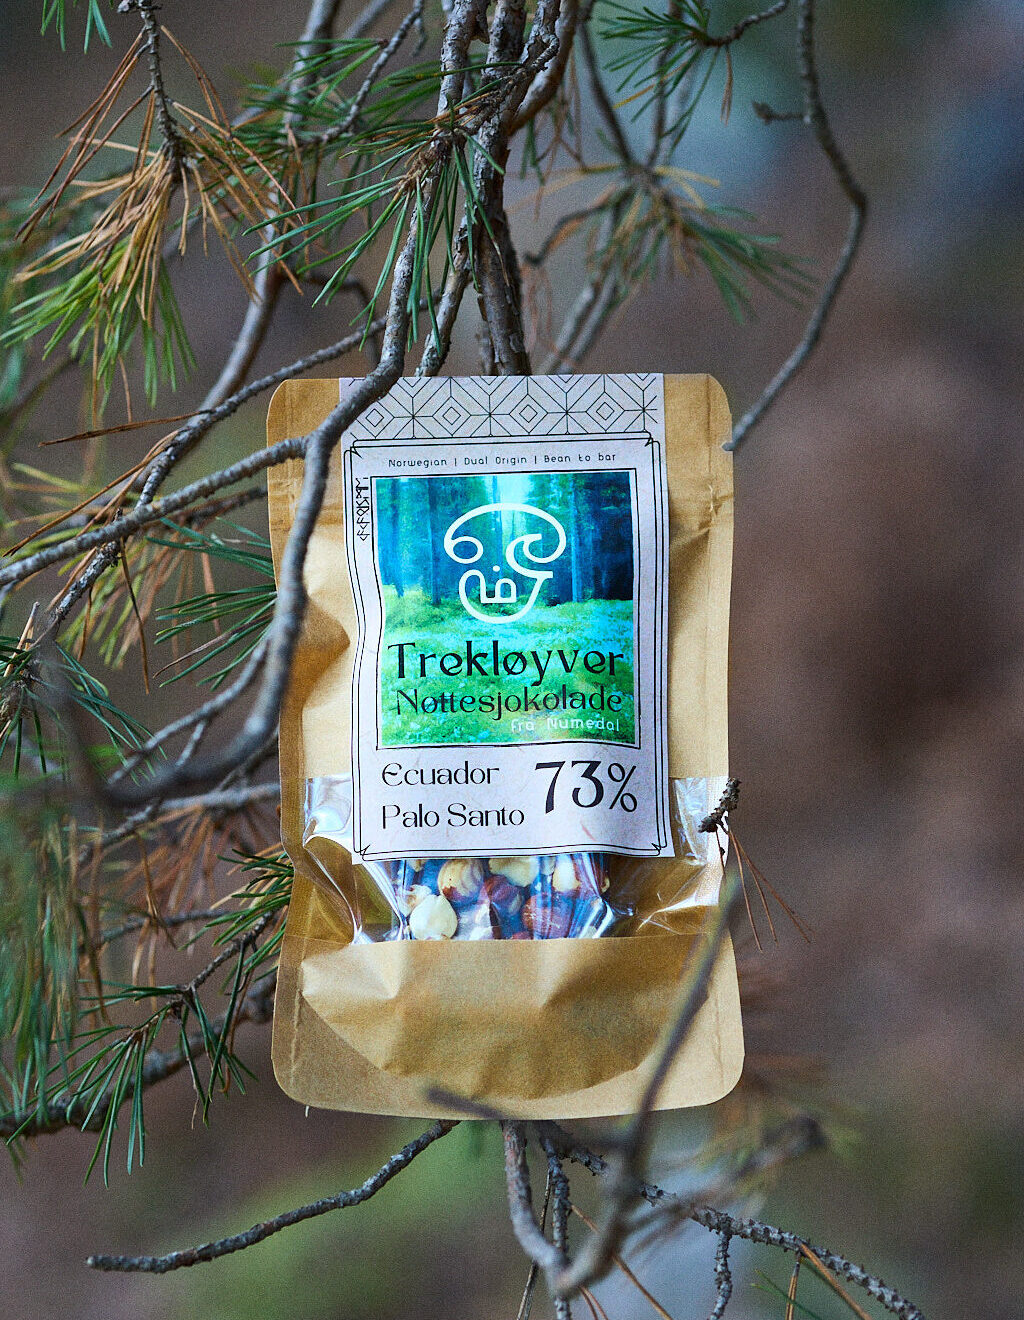 Norwegian | Dual Origin | Bean to bar
Trekløyver
Nøttesjokolade
fra Numedal
Ecuador
Palo Santo
73%